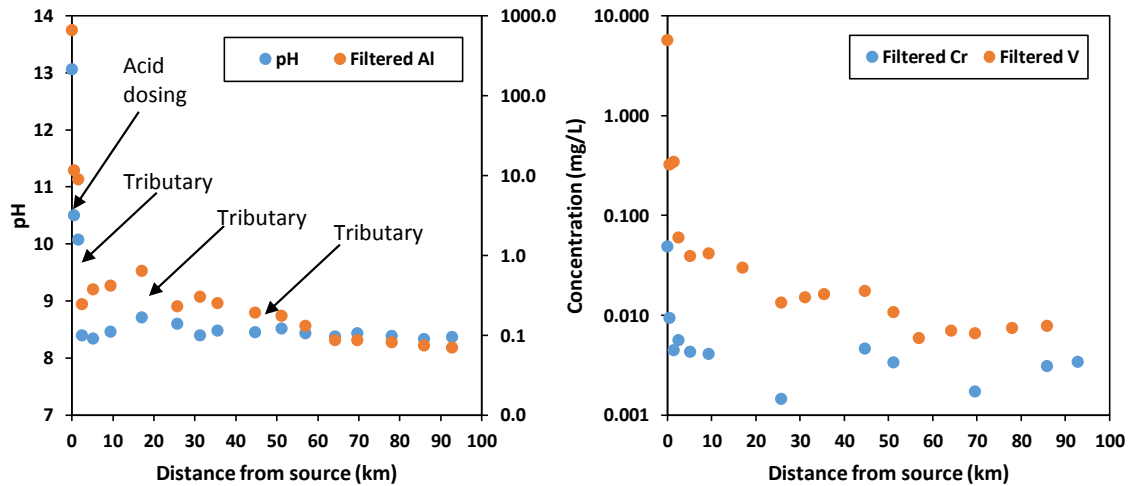 14
13
12
11
10
9
8
7
pH
1000.0
100.0
10.0
1.0
0.1
0.0
pH
Filtered Al
Acid
dosing
Tributary
Tributary
Tributary
0 10 20 30 40 50 60 70 80 90 100
Distance from source (km)
10.000
1.000
0.100
0.010
0.001
Concentration (mg/L)
Filtered Cr
Filtered V
0 10 20 30 40 50 60 70 80 90 100
Distance from source (km)